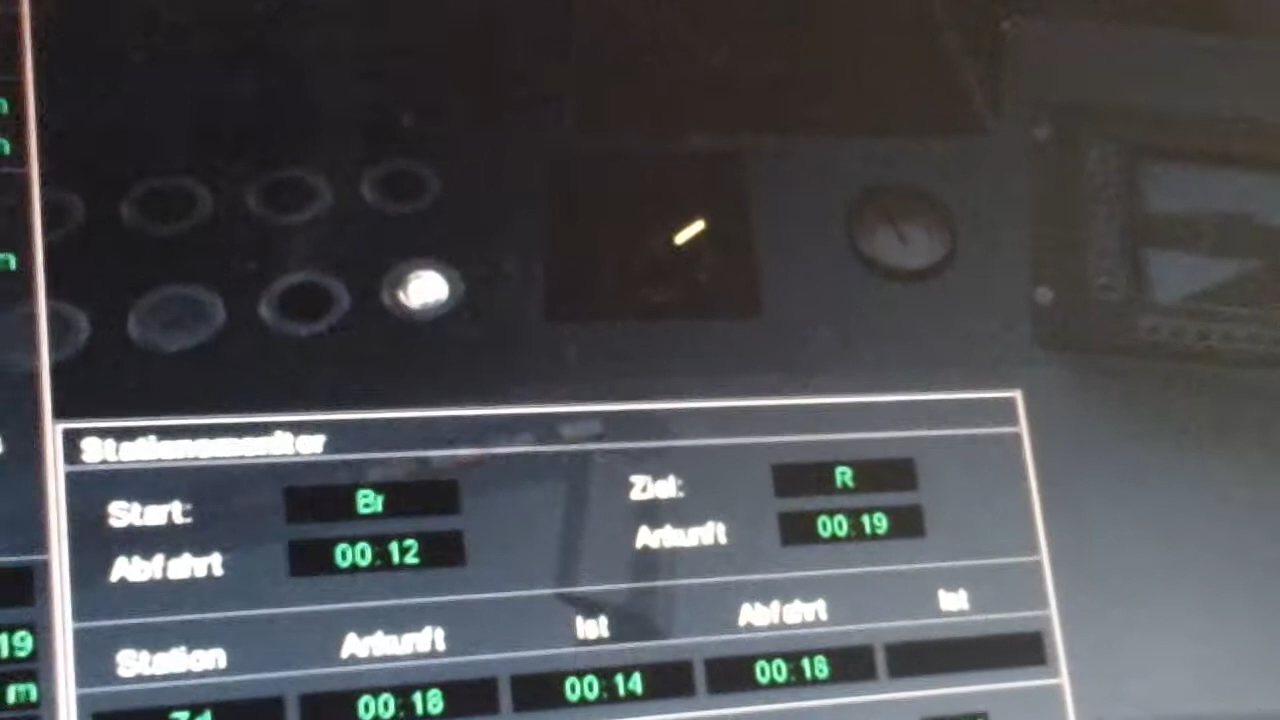 Stationsmonitor
Start: Br Ziel: R
Abfahrt 00:12 Ankunft 00:19
Station Ankunft Ist Abfahrt Ist
00:18 00:14 00:18
19
m